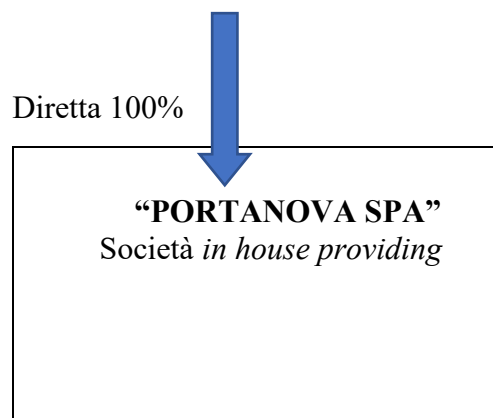 Diretta 100%
“PORTANOVA SPA”
Società in house providing